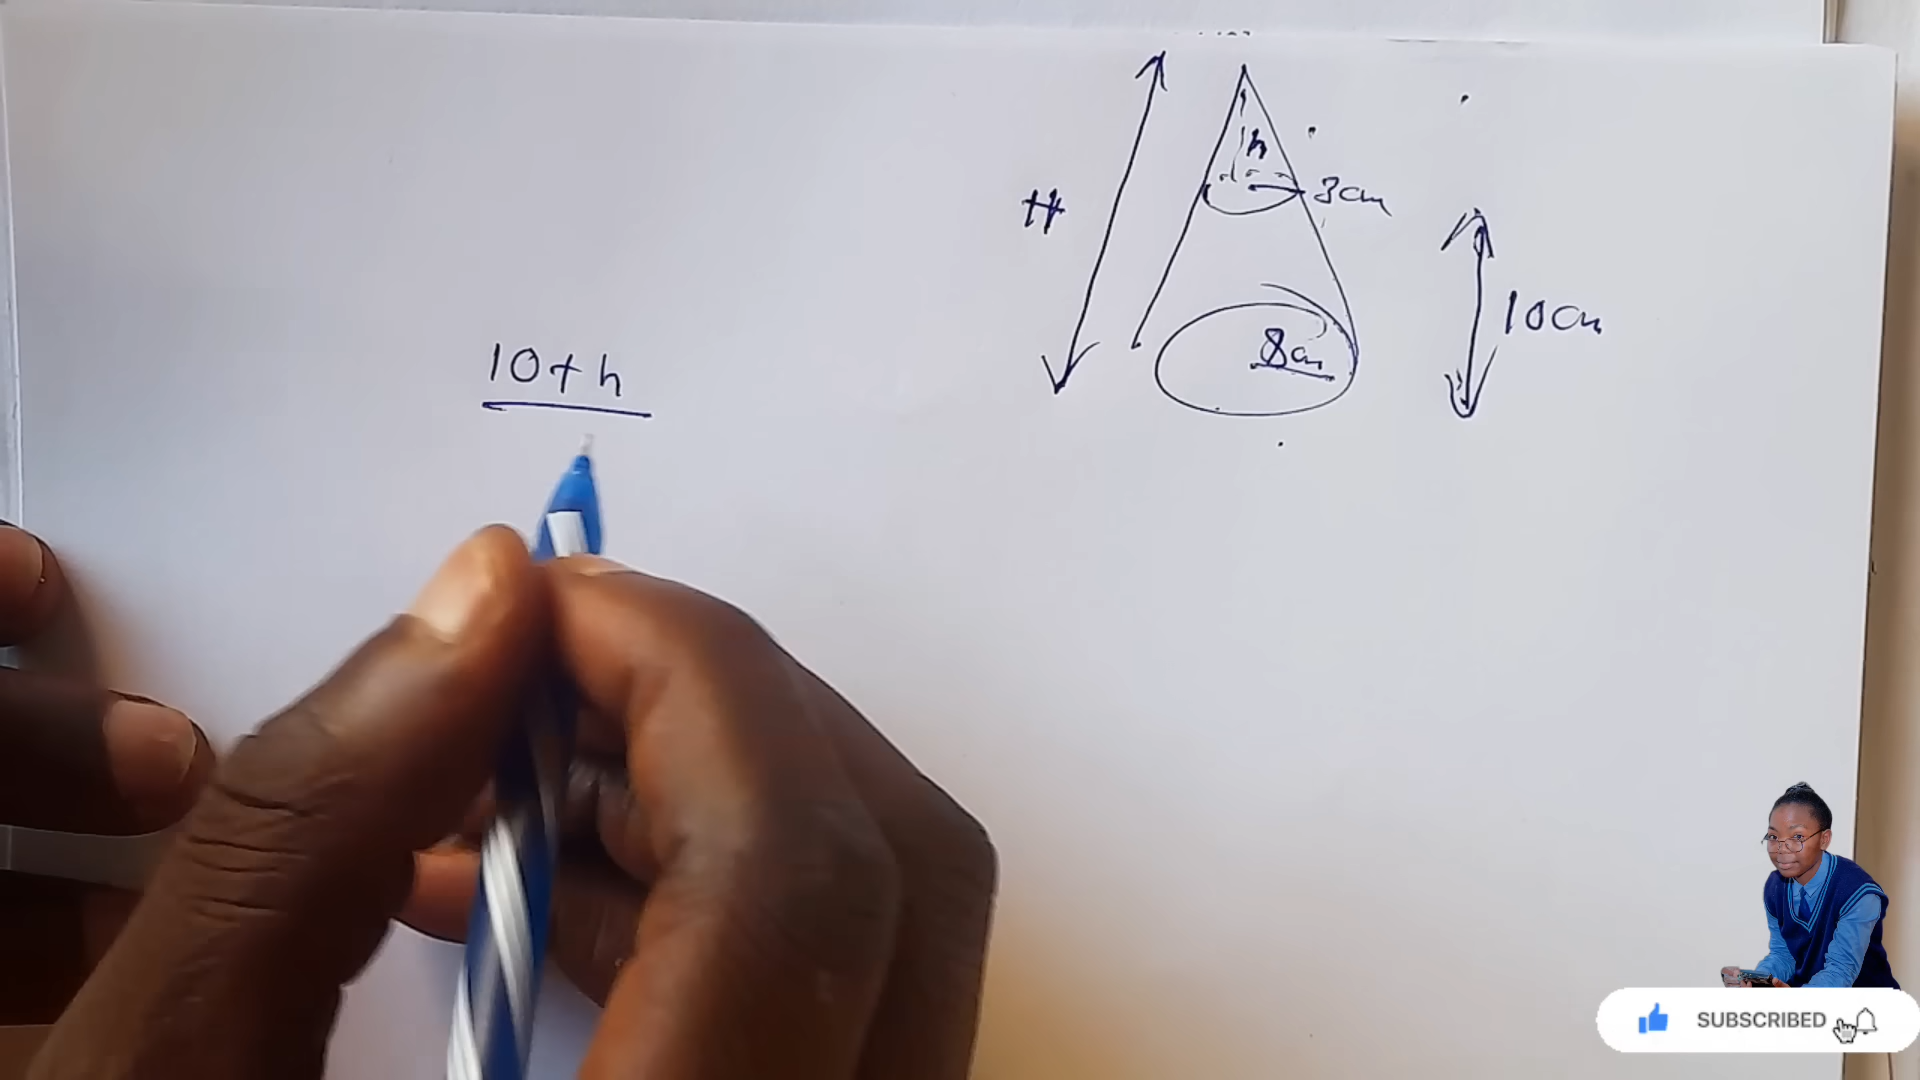 h
3cm
H
10cm
8cm
10+h
SUBSCRIBED